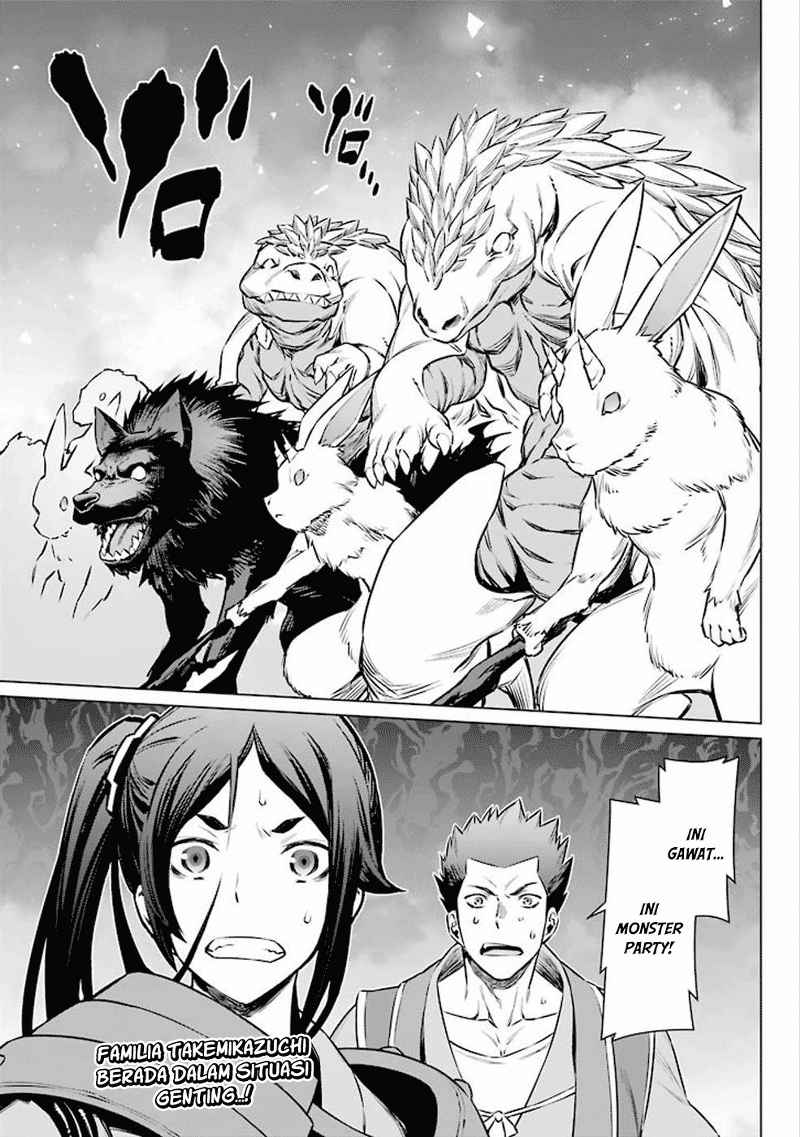 ゾロ
ゾロ…
INI
GAWAT...
INI
MONSTER
PARTY!
FAMILIA TAKEMIKAZUCHI
BERADA DALAM SITUASI
GENTING..!